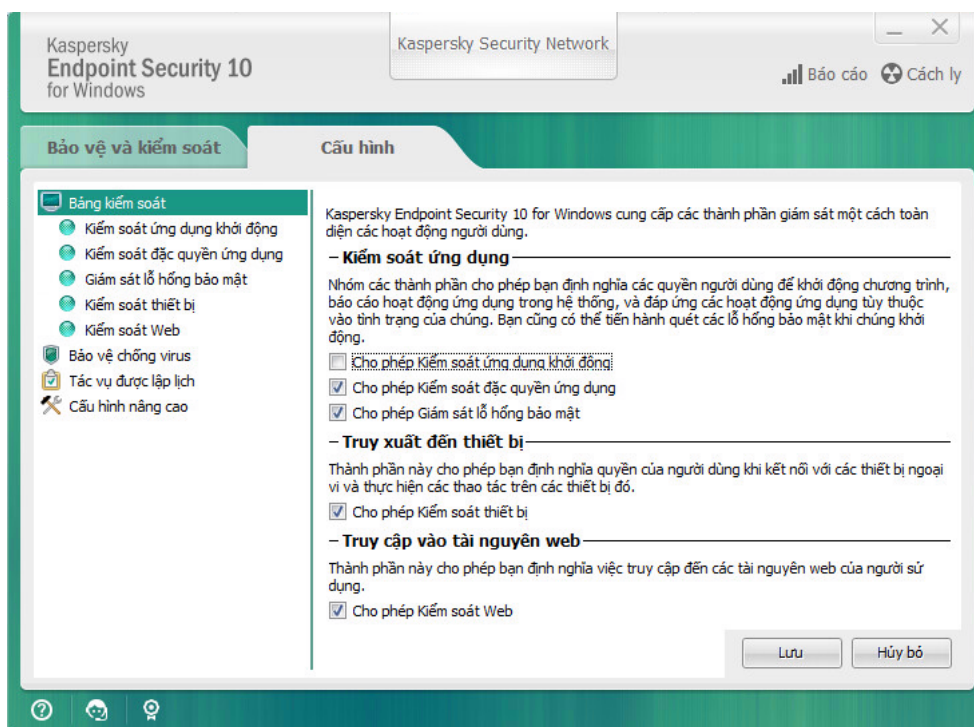 Kaspersky
Endpoint Security 10
for Windows
Kaspersky Security Network
Báo cáo
Cách ly
Bảo vệ và kiểm soát
Cấu hình
Bảng kiểm soát
Kiểm soát ứng dụng khởi động
Kiểm soát đặc quyền ứng dụng
Giám sát lỗ hổng bảo mật
Kiểm soát thiết bị
Kiểm soát Web
Bảo vệ chống virus
Tác vụ được lập lịch
Cấu hình nâng cao
Kaspersky Endpoint Security 10 for Windows cung cấp các thành phần giám sát một cách toàn
diện các hoạt động người dùng.
Kiểm soát ứng dụng
Nhóm các thành phần cho phép bạn định nghĩa các quyền người dùng để khởi động chương trình,
báo cáo hoạt động ứng dụng trong hệ thống, và đáp ứng các hoạt động ứng dụng tùy thuộc
vào tình trạng của chúng. Bạn cũng có thể tiến hành quét các lỗ hổng bảo mật khi chúng khởi
động.
Cho phép Kiểm soát ứng dụng khởi động
Cho phép Kiểm soát đặc quyền ứng dụng
Cho phép Giám sát lỗ hổng bảo mật
Truy xuất đến thiết bị
Thành phần này cho phép bạn định nghĩa quyền của người dùng khi kết nối với các thiết bị ngoại
vi và thực hiện các thao tác trên các thiết bị đó.
Cho phép Kiểm soát thiết bị
Truy cập vào tài nguyên web
Thành phần này cho phép bạn định nghĩa việc truy cập đến các tài nguyên web của người sử
dụng.
Cho phép Kiểm soát Web
Lưu
Hủy bỏ